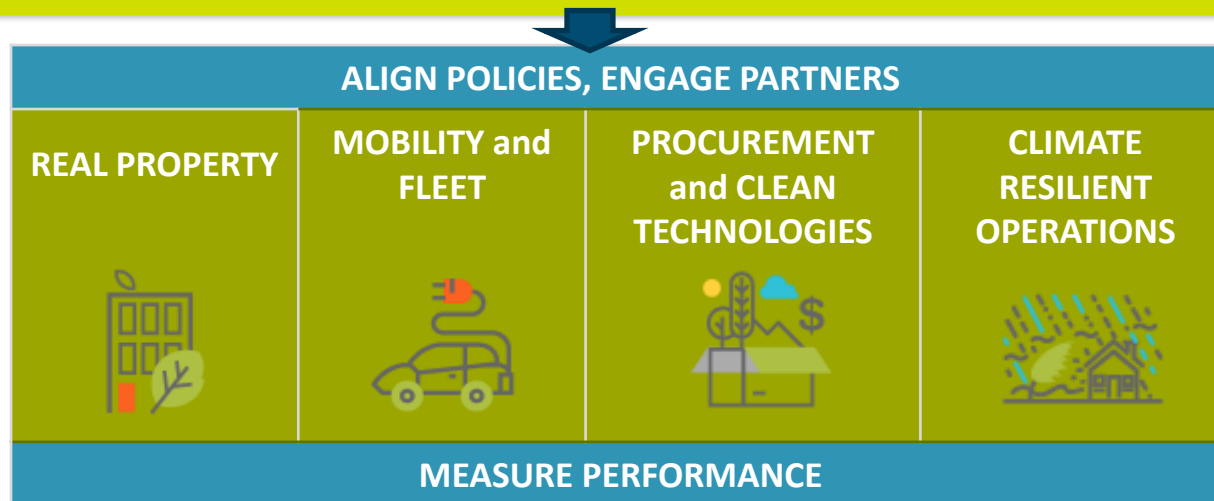 ALIGN POLICIES, ENGAGE PARTNERS
REAL PROPERTY
MOBILITY and
FLEET
PROCUREMENT
and CLEAN
TECHNOLOGIES
CLIMATE
RESILIENT
OPERATIONS
$
MEASURE PERFORMANCE